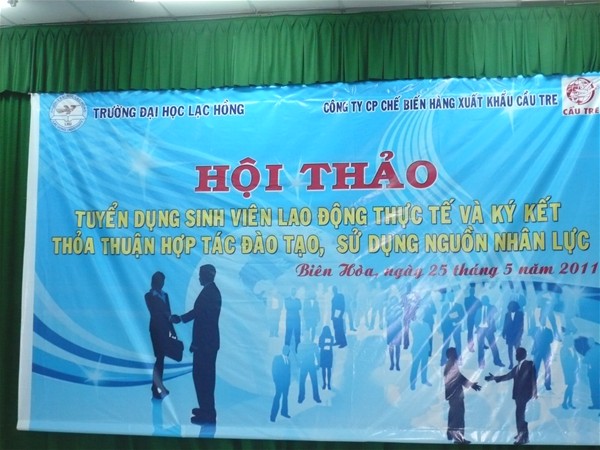 TRƯỜNG ĐẠI HỌC LẠC HỒNG
CÔNG TY CP CHẾ BIẾN HÀNG XUẤT KHẨU CẦU TRE
CẦU TRE
HỘI THẢO
TUYỂN DỤNG SINH VIÊN LAO ĐỘNG THỰC TẾ VÀ KÝ KẾT
THỎA THUẬN HỢP TÁC ĐÀO TẠO, SỬ DỤNG NGUỒN NHÂN LỰC
Biên Hòa, ngày 25 tháng 5 năm 2011